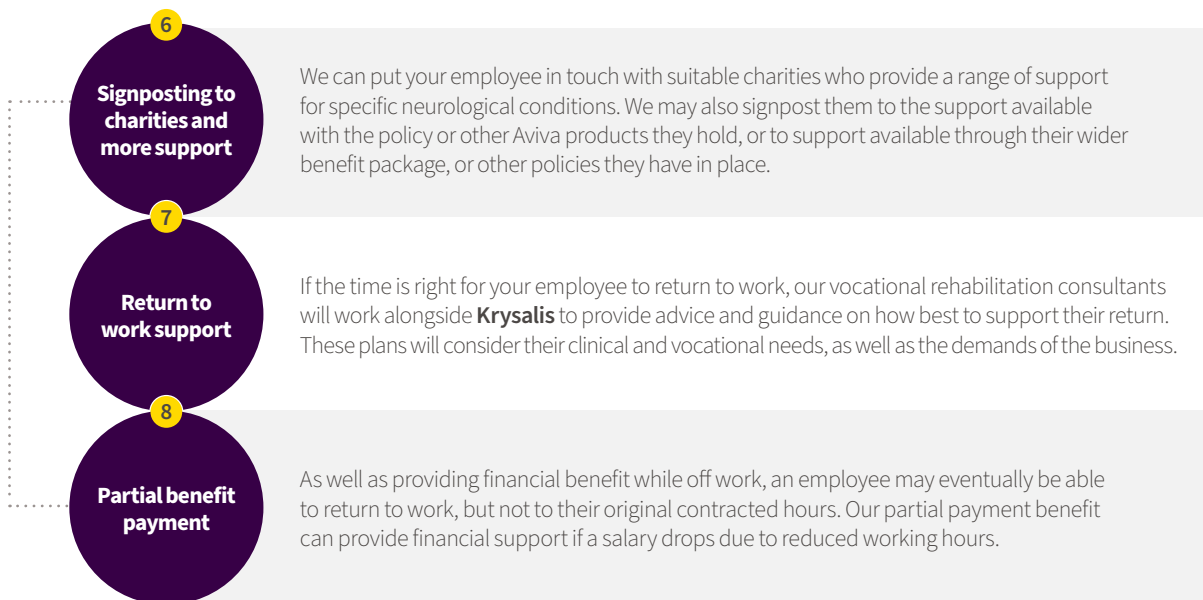 6
Signposting to
charities and
more support
We can put your employee in touch with suitable charities who provide a range of support
for specific neurological conditions. We may also signpost them to the support available
with the policy or other Aviva products they hold, or to support available through their wider
benefit package, or other policies they have in place.
7
Return to
work support
If the time is right for your employee to return to work, our vocational rehabilitation consultants
will work alongside Krysalis to provide advice and guidance on how best to support their return.
These plans will consider their clinical and vocational needs, as well as the demands of the business.
8
Partial benefit
payment
As well as providing financial benefit while off work, an employee may eventually be able
to return to work, but not to their original contracted hours. Our partial payment benefit
can provide financial support if a salary drops due to reduced working hours.